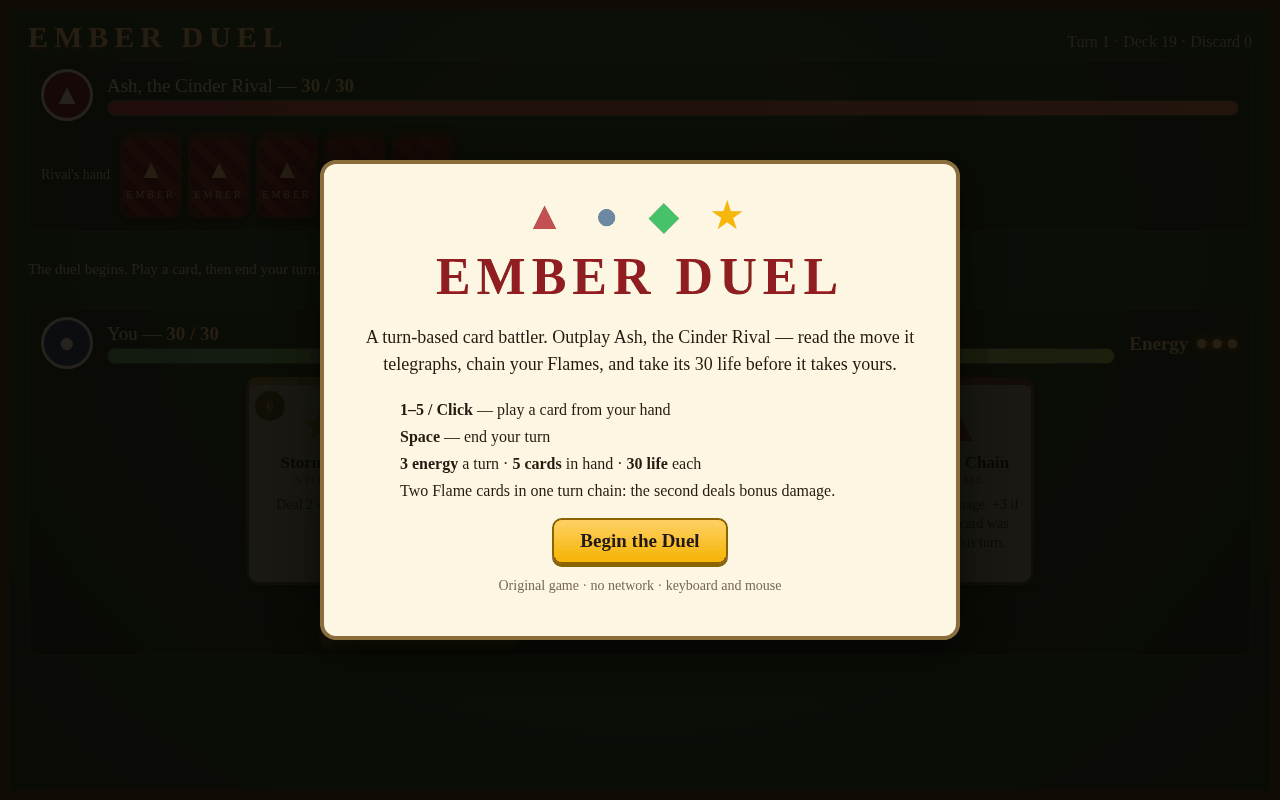 EMBER DUEL
Turn 1 · Deck 19 · Discard 0
Ash, the Cinder Rival — 30 / 30
Rival's hand
EMBER
EMBER
EMBER
The duel begins. Play a card, then end your turn.
You — 30 / 30
Energy
0
Storm
Deal 2
Chain
+3 if
card was
turn.
EMBER DUEL
A turn-based card battler. Outplay Ash, the Cinder Rival — read the move it
telegraphs, chain your Flames, and take its 30 life before it takes yours.
1–5 / Click — play a card from your hand
Space — end your turn
3 energy a turn · 5 cards in hand · 30 life each
Two Flame cards in one turn chain: the second deals bonus damage.
Begin the Duel
Original game · no network · keyboard and mouse